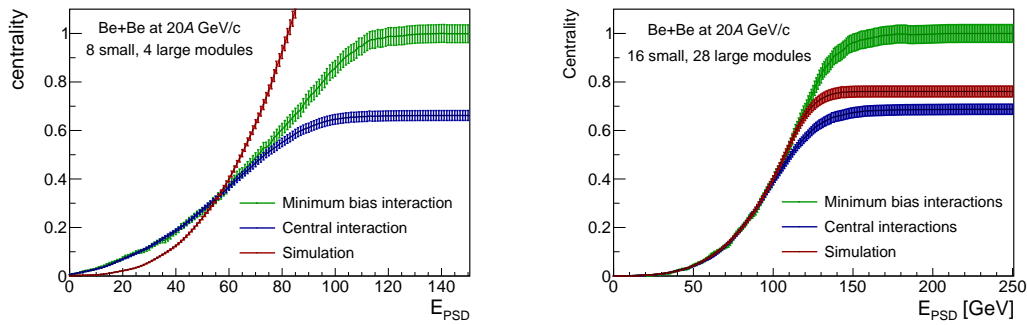 Be+Be at 20A GeV/c
8 small, 4 large modules
centrality
1
0.8
0.6
0.4
0.2
0
Minimum bias interaction
Central interaction
Simulation
0 20 40 60 80 100 120 140
E_PSD
Be+Be at 20A GeV/c
16 small, 28 large modules
Centrality
1
0.8
0.6
0.4
0.2
0
Minimum bias interactions
Central interactions
Simulation
0 50 100 150 200 250
E_PSD [GeV]